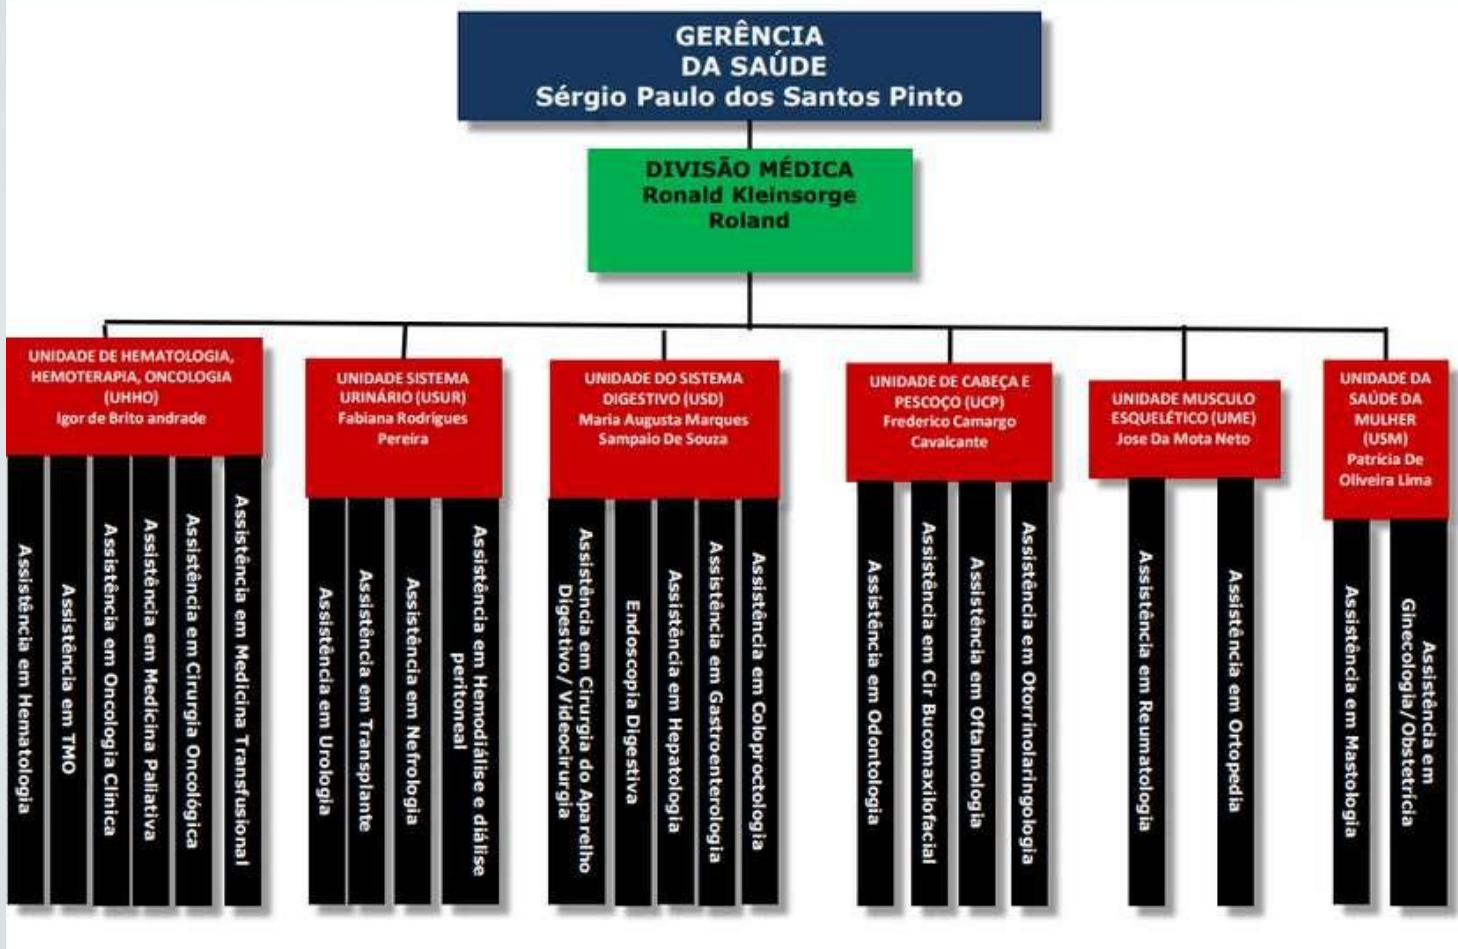 GERÊNCIA
DA SAÚDE
Sérgio Paulo dos Santos Pinto
DIVISÃO MÉDICA
Ronald Kleinsorge
Roland
UNIDADE DE HEMATOLOGIA,
HEMOTERAPIA, ONCOLOGIA
(UHHO)
Igor de Brito andrade
Assistência em Hematologia
Assistência em TMO
Assistência em Oncologia Clínica
Assistência em Medicina Paliativa
Assistência em Cirurgia Oncológica
Assistência em Medicina Transfusional
UNIDADE SISTEMA
URINÁRIO (USUR)
Fabiana Rodrigues
Pereira
Assistência em Urologia
Assistência em Transplante
Assistência em Nefrologia
Assistência em Hemodiálise e diálise
peritoneal
UNIDADE DO SISTEMA
DIGESTIVO (USD)
Maria Augusta Marques
Sampaio De Souza
Assistência em Cirurgia do Aparelho
Digestivo/ Videocirurgia
Endoscopia Digestiva
Assistência em Hepatologia
Assistência em Gastroenterologia
Assistência em Coloproctologia
UNIDADE DE CABEÇA E
PESCOÇO (UCP)
Frederico Camargo
Cavalcante
Assistência em Odontologia
Assistência em Cir Bucomaxilofacial
Assistência em Oftalmologia
Assistência em Otorrinolaringologia
UNIDADE MUSCULO
ESQUELÉTICO (UME)
Jose Da Mota Neto
Assistência em Reumatologia
Assistência em Ortopedia
UNIDADE DA
SAÚDE DA
MULHER
(USM)
Patrícia De
Oliveira Lima
Assistência em Mastologia
Assistência em
Ginecologia/Obstetrícia